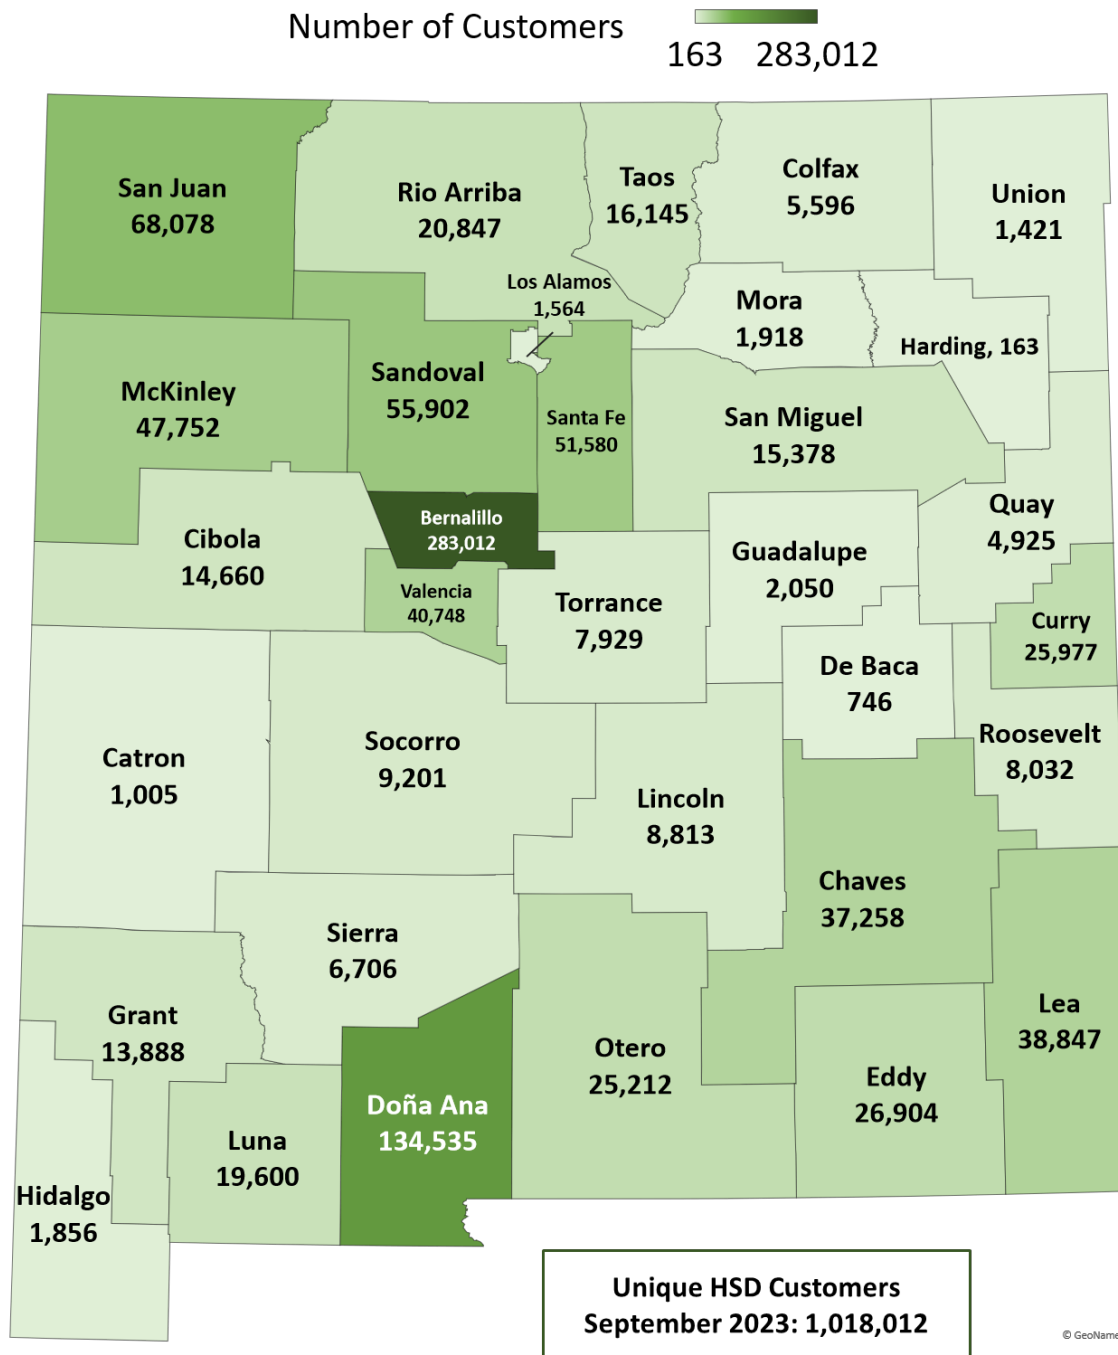 Number of Customers
163 283,012
San Juan
68,078
Rio Arriba
20,847
Taos
16,145
Colfax
5,596
Union
1,421
Los Alamos
1,564
Mora
1,918
Harding, 163
McKinley
47,752
Sandoval
55,902
Santa Fe
51,580
San Miguel
15,378
Quay
4,925
Cibola
14,660
Bernalillo
283,012
Valencia
40,748
Torrance
7,929
Guadalupe
2,050
Curry
25,977
De Baca
746
Roosevelt
8,032
Catron
1,005
Socorro
9,201
Lincoln
8,813
Chaves
37,258
Sierra
6,706
Grant
13,888
Otero
25,212
Lea
38,847
Eddy
26,904
Doña Ana
134,535
Luna
19,600
Hidalgo
1,856
Unique HSD Customers
September 2023: 1,018,012
© GeoName